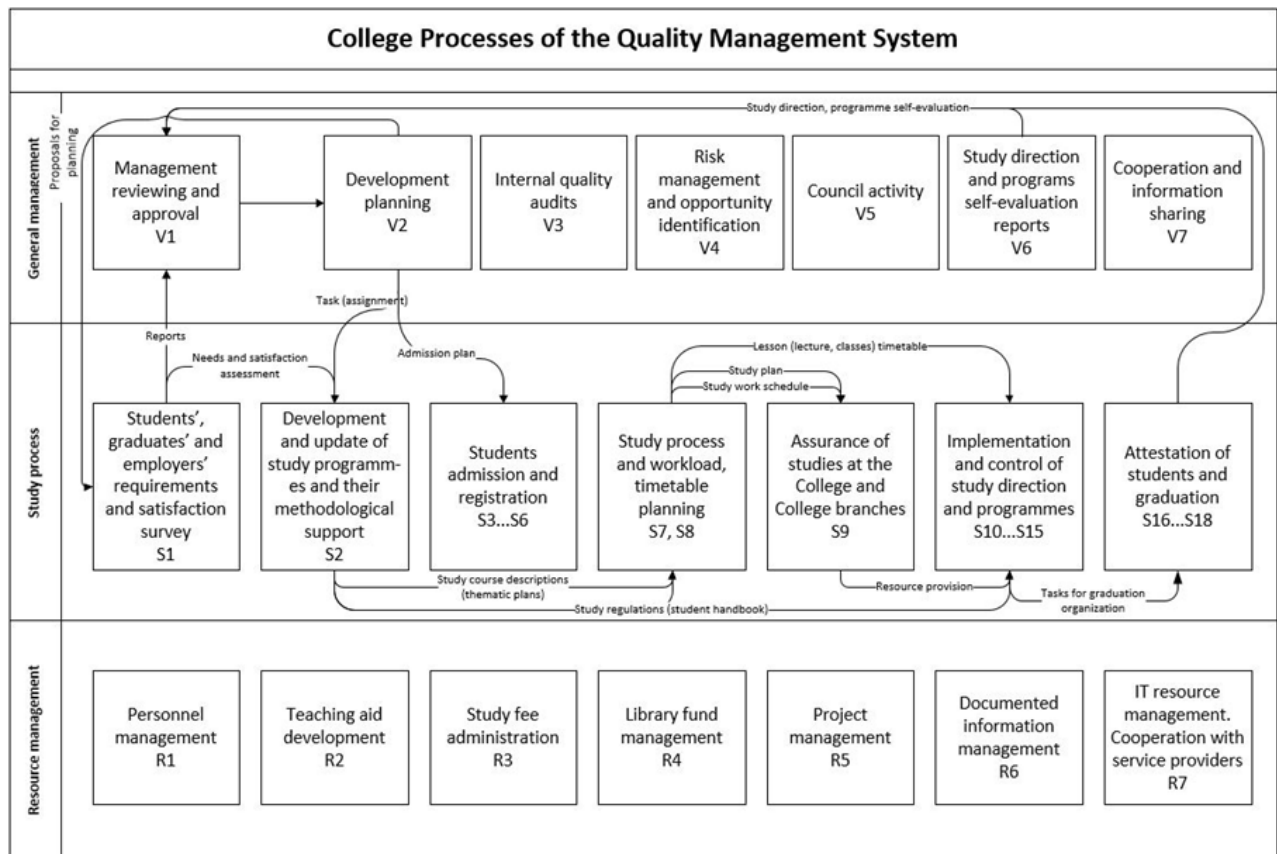 College Processes of the Quality Management System
General management
Proposals for
planning
Study direction, programme self-evaluation
Management
reviewing and
approval
V1
Development
planning
V2
Internal quality
audits
V3
Risk
management
and opportunity
identification
V4
Council activity
V5
Study direction
and programs
self-evaluation
reports
V6
Cooperation and
information
sharing
V7
Task (assignment)
Reports
Needs and satisfaction
assessment
Admission plan
Lesson (lecture, classes) timetable
Study plan
Study work schedule
Study process
Students’,
graduates’ and
employers’
requirements
and satisfaction
survey
S1
Development
and update of
study programm-
es and their
methodological
support
S2
Students
admission and
registration
S3...S6
Study process
and workload,
timetable
planning
S7, S8
Assurance of
studies at the
College and
College branches
S9
Implementation
and control of
study direction
and programmes
S10...S15
Attestation of
students and
graduation
S16...S18
Study course descriptions
(thematic plans)
Resource provision
Study regulations (student handbook)
Tasks for graduation
organization
Resource management
Personnel
management
R1
Teaching aid
development
R2
Study fee
administration
R3
Library fund
management
R4
Project
management
R5
Documented
information
management
R6
IT resource
management.
Cooperation with
service providers
R7